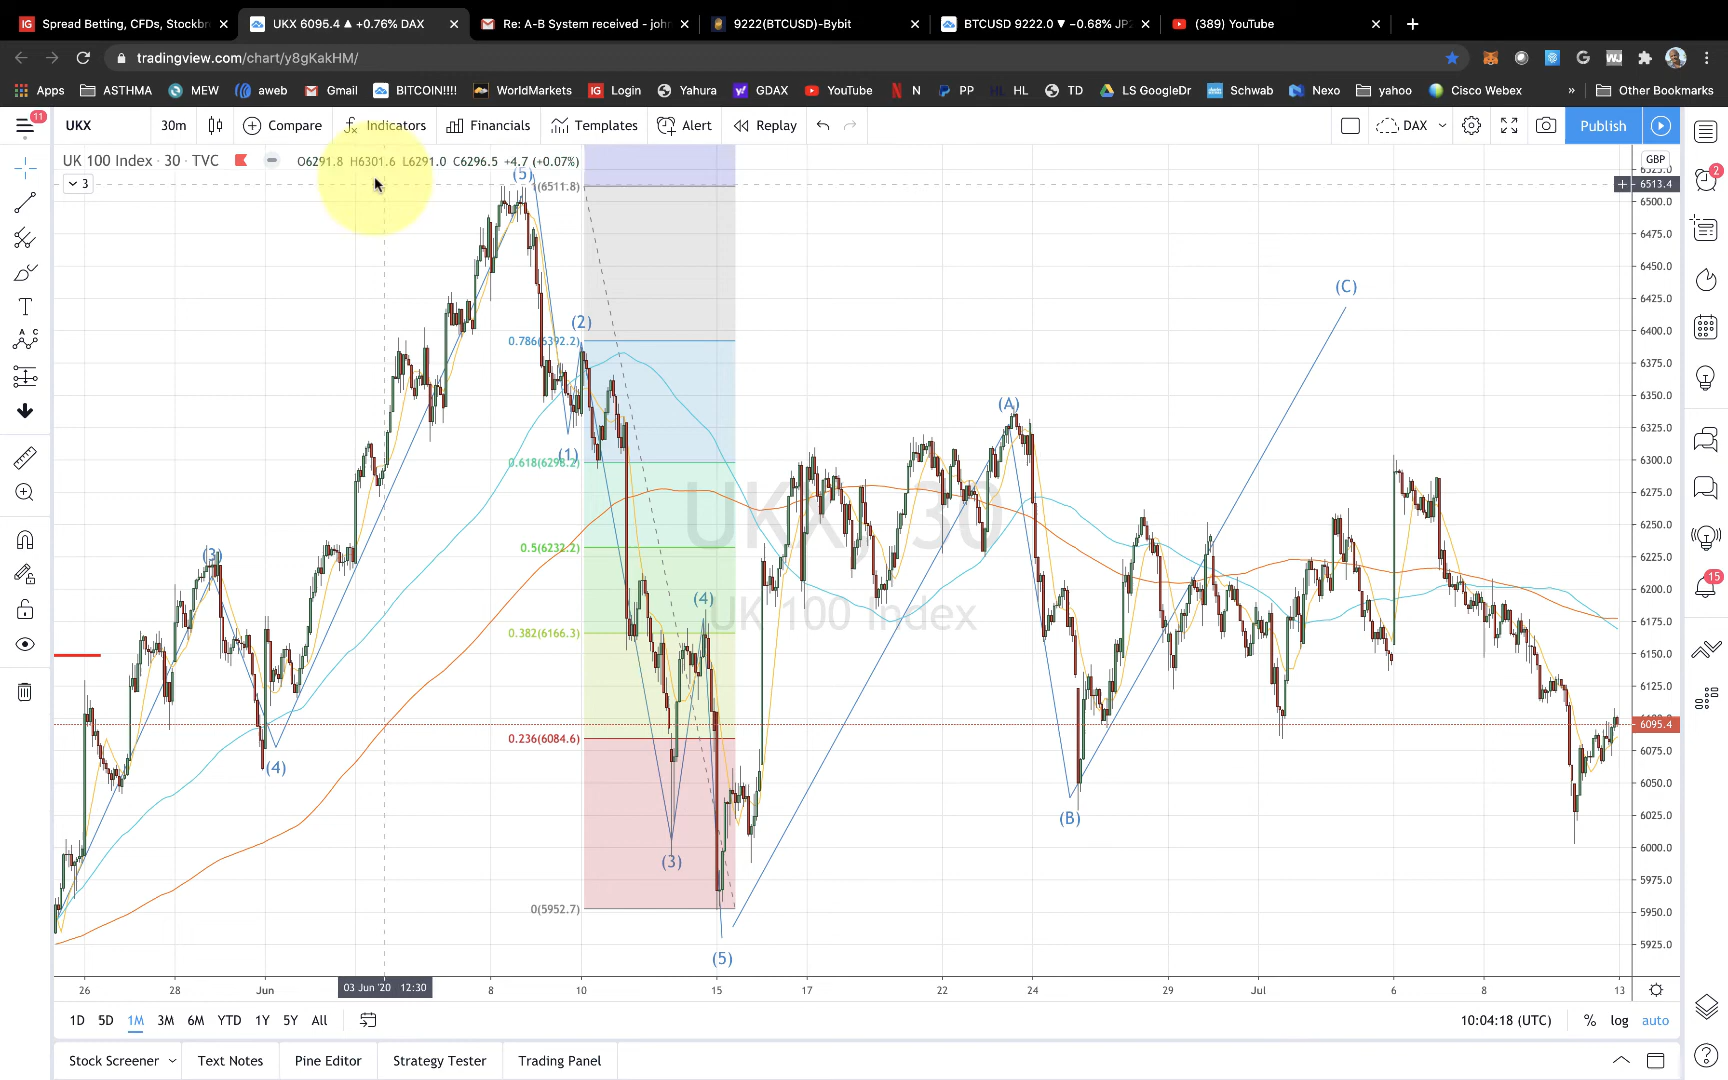 Spread Betting, CFDs, Stockbr
UKX 6095.4 ▲ +0.76% DAX
Re: A-B System received - joh
9222(BTCUSD)-Bybit
BTCUSD 9222.0 ▼ −0.68% JP
(389) YouTube
tradingview.com/chart/y8gKakHM/
Apps
ASTHMA
MEW
aweb
Gmail
BITCOIN!!!!
WorldMarkets
IG Login
Yahura
GDAX
YouTube
N
PP
HL HL
TD
LS GoogleDr
Schwab
Nexo
yahoo
Cisco Webex
»
Other Bookmarks
11
UKX
30m
Compare
Indicators
Financials
Templates
Alert
Replay
DAX
Publish
UK 100 Index · 30 · TVC
O6291.8 H6301.6 L6291.0 C6296.5 +4.7 (+0.07%)
3
GBP
2
15
(5)
(6511.8)
(2)
0.786(6392.2)
(1)
0.618(6298.2)
0.5(6232.2)
(4)
0.382(6166.3)
0.236(6084.6)
(3)
0(5952.7)
(5)
(3)
(4)
(A)
(B)
(C)
UKX, 30
UK 100 Index
6525.0
6513.4
6500.0
6475.0
6450.0
6425.0
6400.0
6375.0
6350.0
6325.0
6300.0
6275.0
6250.0
6225.0
6200.0
6175.0
6150.0
6125.0
6095.4
6075.0
6050.0
6025.0
6000.0
5975.0
5950.0
5925.0
26
28
Jun
03 Jun '20 12:30
8
10
15
17
22
24
29
Jul
6
8
13
1D 5D 1M 3M 6M YTD 1Y 5Y All
10:04:18 (UTC)
% log auto
Stock Screener
Text Notes
Pine Editor
Strategy Tester
Trading Panel